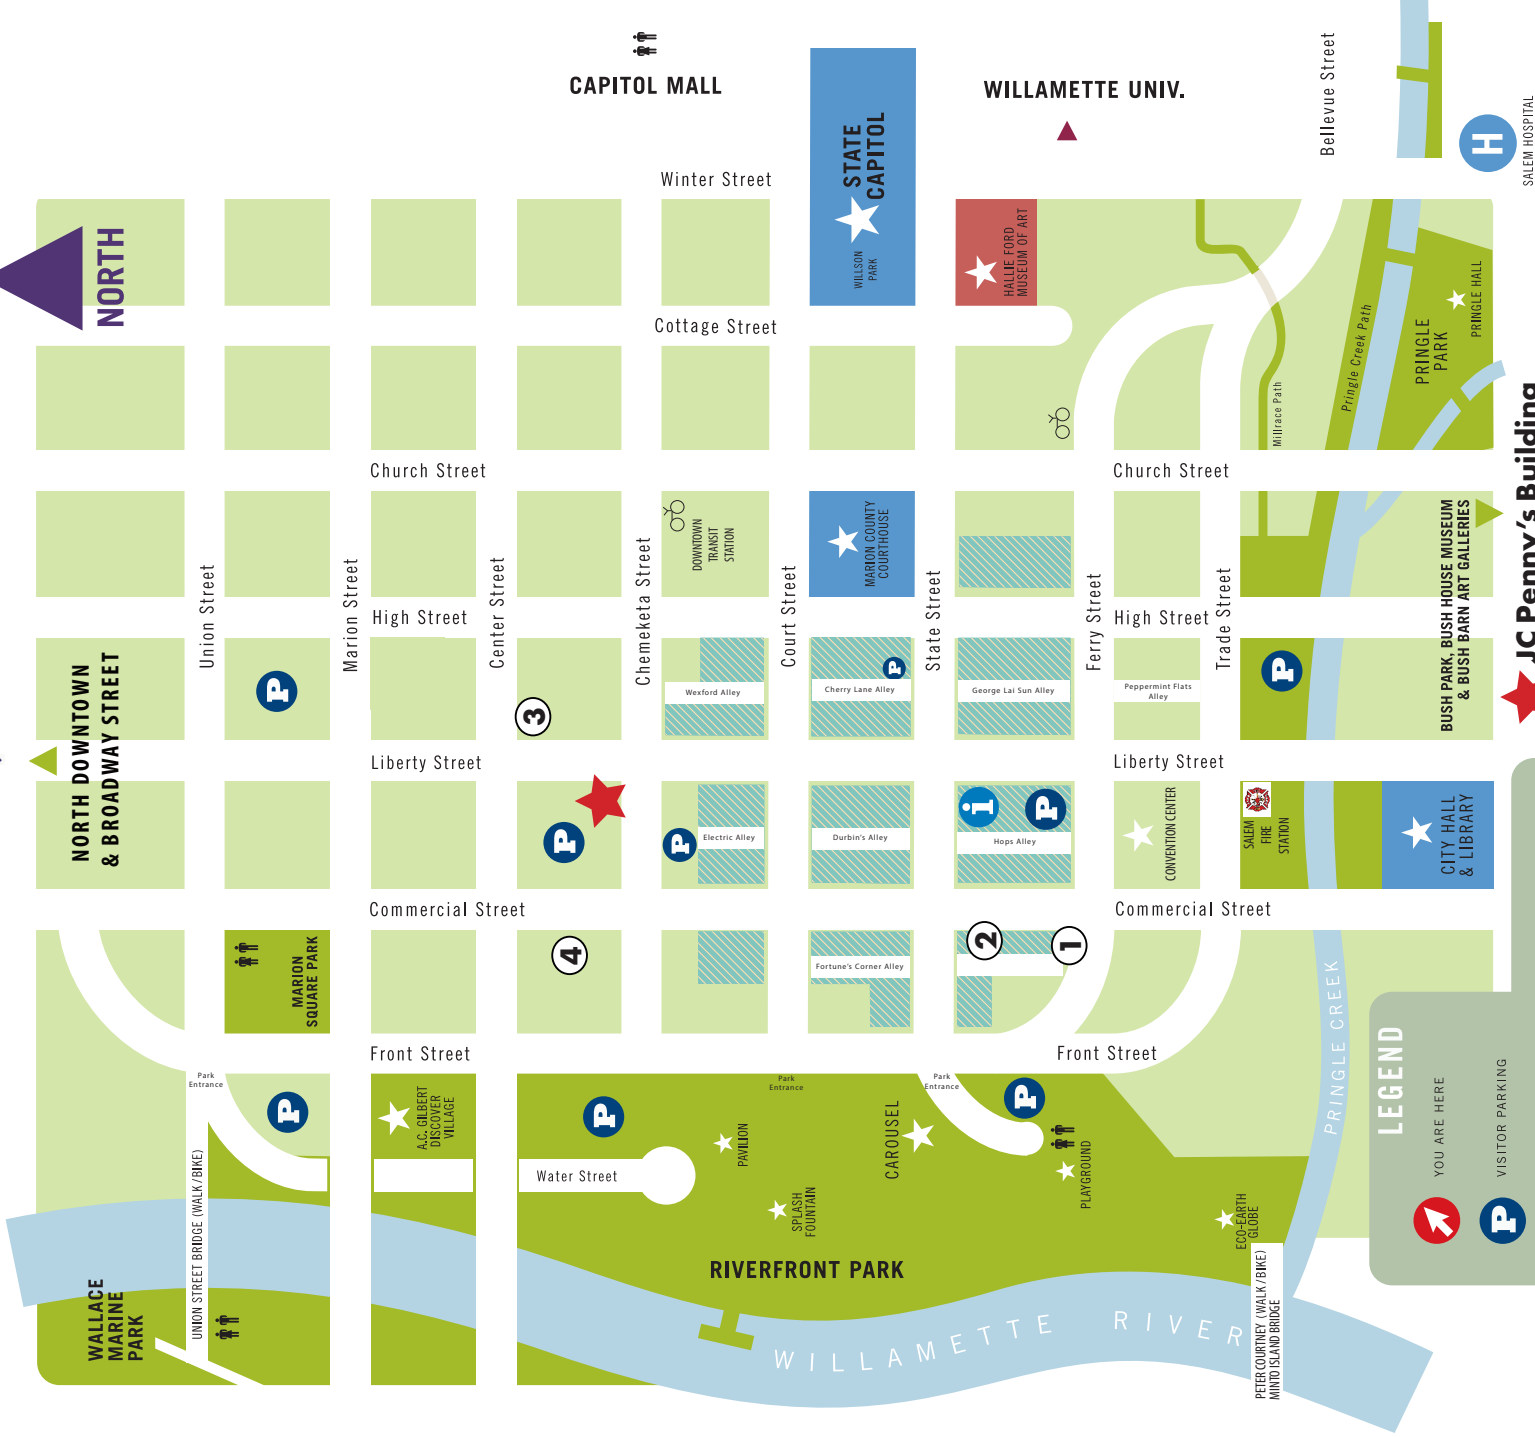 CAPITOL MALL
WILLAMETTE UNIV.
Bellevue Street
H
SALEM HOSPITAL
STATE
CAPITOL
WILLSON
PARK
Winter Street
NORTH
HALLIE FORD
MUSEUM OF ART
Cottage Street
Pringle Creek Path
PRINGLE
PARK
PRINGLE HALL
Millrace Path
Church Street
Church Street
DOWNTOWN
TRANSIT
STATION
MARION COUNTY
COURTHOUSE
BUSH PARK, BUSH HOUSE MUSEUM
& BUSH BARN ART GALLERIES
JC Penny's Building
Union Street
Marion Street
Center Street
Chemeketa Street
Court Street
State Street
Ferry Street
Trade Street
High Street
High Street
NORTH DOWNTOWN
& BROADWAY STREET
P
3
Wexford Alley
Cherry Lane Alley
P
George Lai Sun Alley
Peppermint Flats
Alley
P
Liberty Street
Liberty Street
P
P
Electric Alley
Durbin's Alley
i
P
Hops Alley
CONVENTION CENTER
SALEM
FIRE
STATION
CITY HALL
& LIBRARY
Commercial Street
Commercial Street
MARION
SQUARE PARK
4
Fortune's Corner Alley
2
1
PRINGLE CREEK
Front Street
Front Street
Park
Entrance
Park
Entrance
Park
Entrance
P
A.C. GILBERT
DISCOVER
VILLAGE
P
Water Street
PAVILION
SPLASH
FOUNTAIN
CAROUSEL
P
PLAYGROUND
ECO-EARTH
GLOBE
RIVERFRONT PARK
UNION STREET BRIDGE (WALK/BIKE)
WALLACE
MARINE
PARK
WILLAMETTE RIVER
PETER COURTNEY (WALK/BIKE)
MINTO ISLAND BRIDGE
LEGEND
YOU ARE HERE
P
VISITOR PARKING